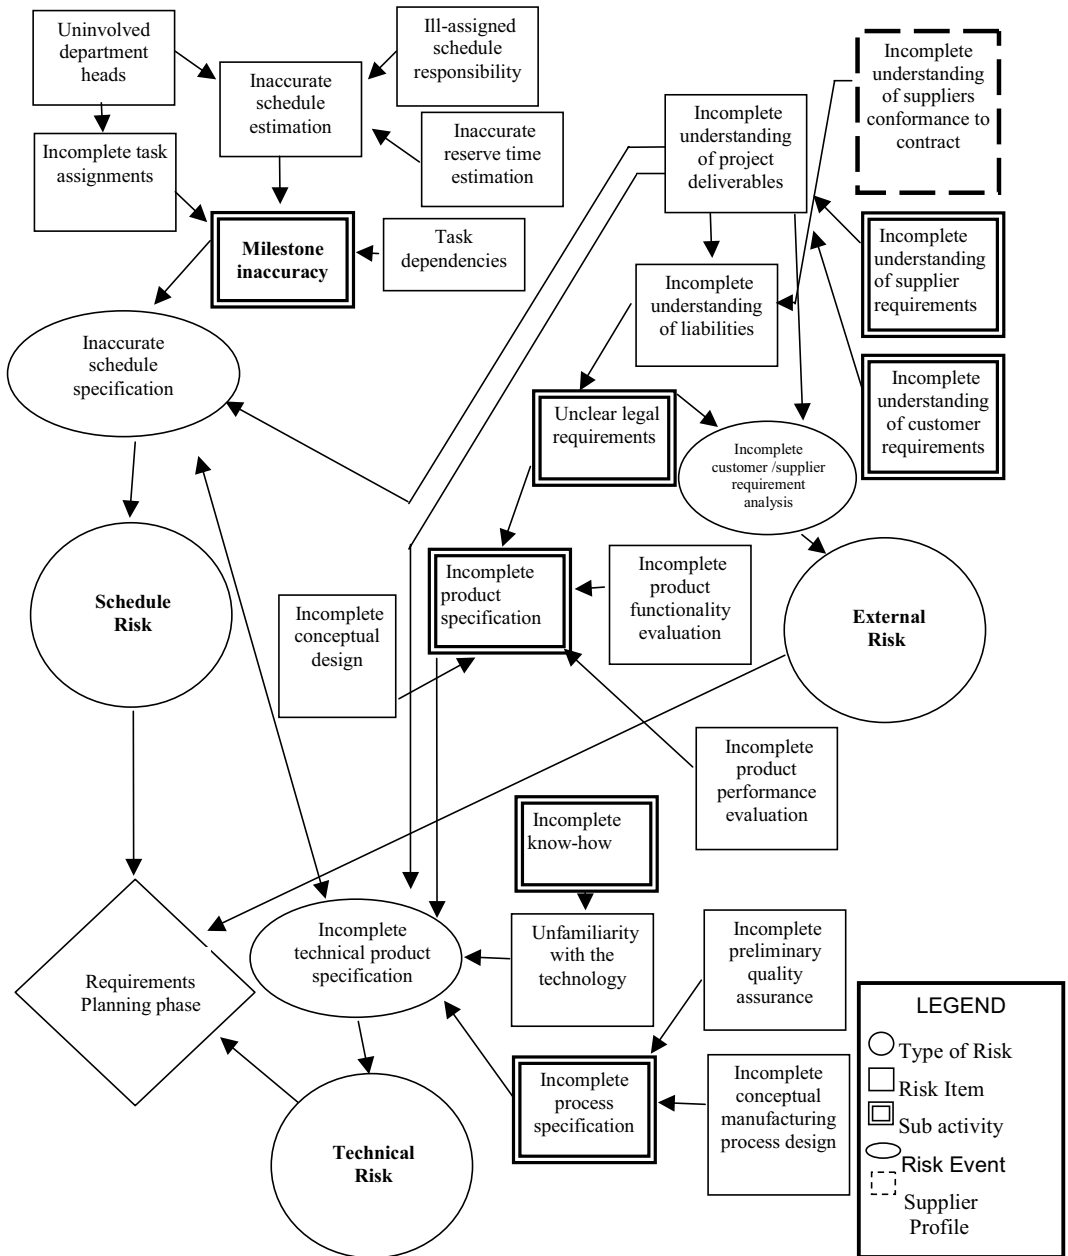 Uninvolved
department
heads
Ill-assigned
schedule
responsibility
Inaccurate
schedule
estimation
Incomplete
understanding
of suppliers
conformance to
contract
Incomplete
understanding
of project
deliverables
Inaccurate
reserve time
estimation
Incomplete task
assignments
Milestone
inaccuracy
Task
dependencies
Incomplete
understanding
of supplier
requirements
Incomplete
understanding
of liabilities
Inaccurate
schedule
specification
Incomplete
understanding
of customer
requirements
Unclear legal
requirements
Incomplete
customer /supplier
requirement
analysis
Incomplete
product
specification
Incomplete
product
functionality
evaluation
Schedule
Risk
Incomplete
conceptual
design
External
Risk
Incomplete
product
performance
evaluation
Incomplete
know-how
Incomplete
technical product
specification
Unfamiliarity
with the
technology
Incomplete
preliminary
quality
assurance
Requirements
Planning phase
Incomplete
process
specification
Incomplete
conceptual
manufacturing
process design
Technical
Risk
LEGEND
Type of Risk
Risk Item
Sub activity
Risk Event
Supplier
Profile